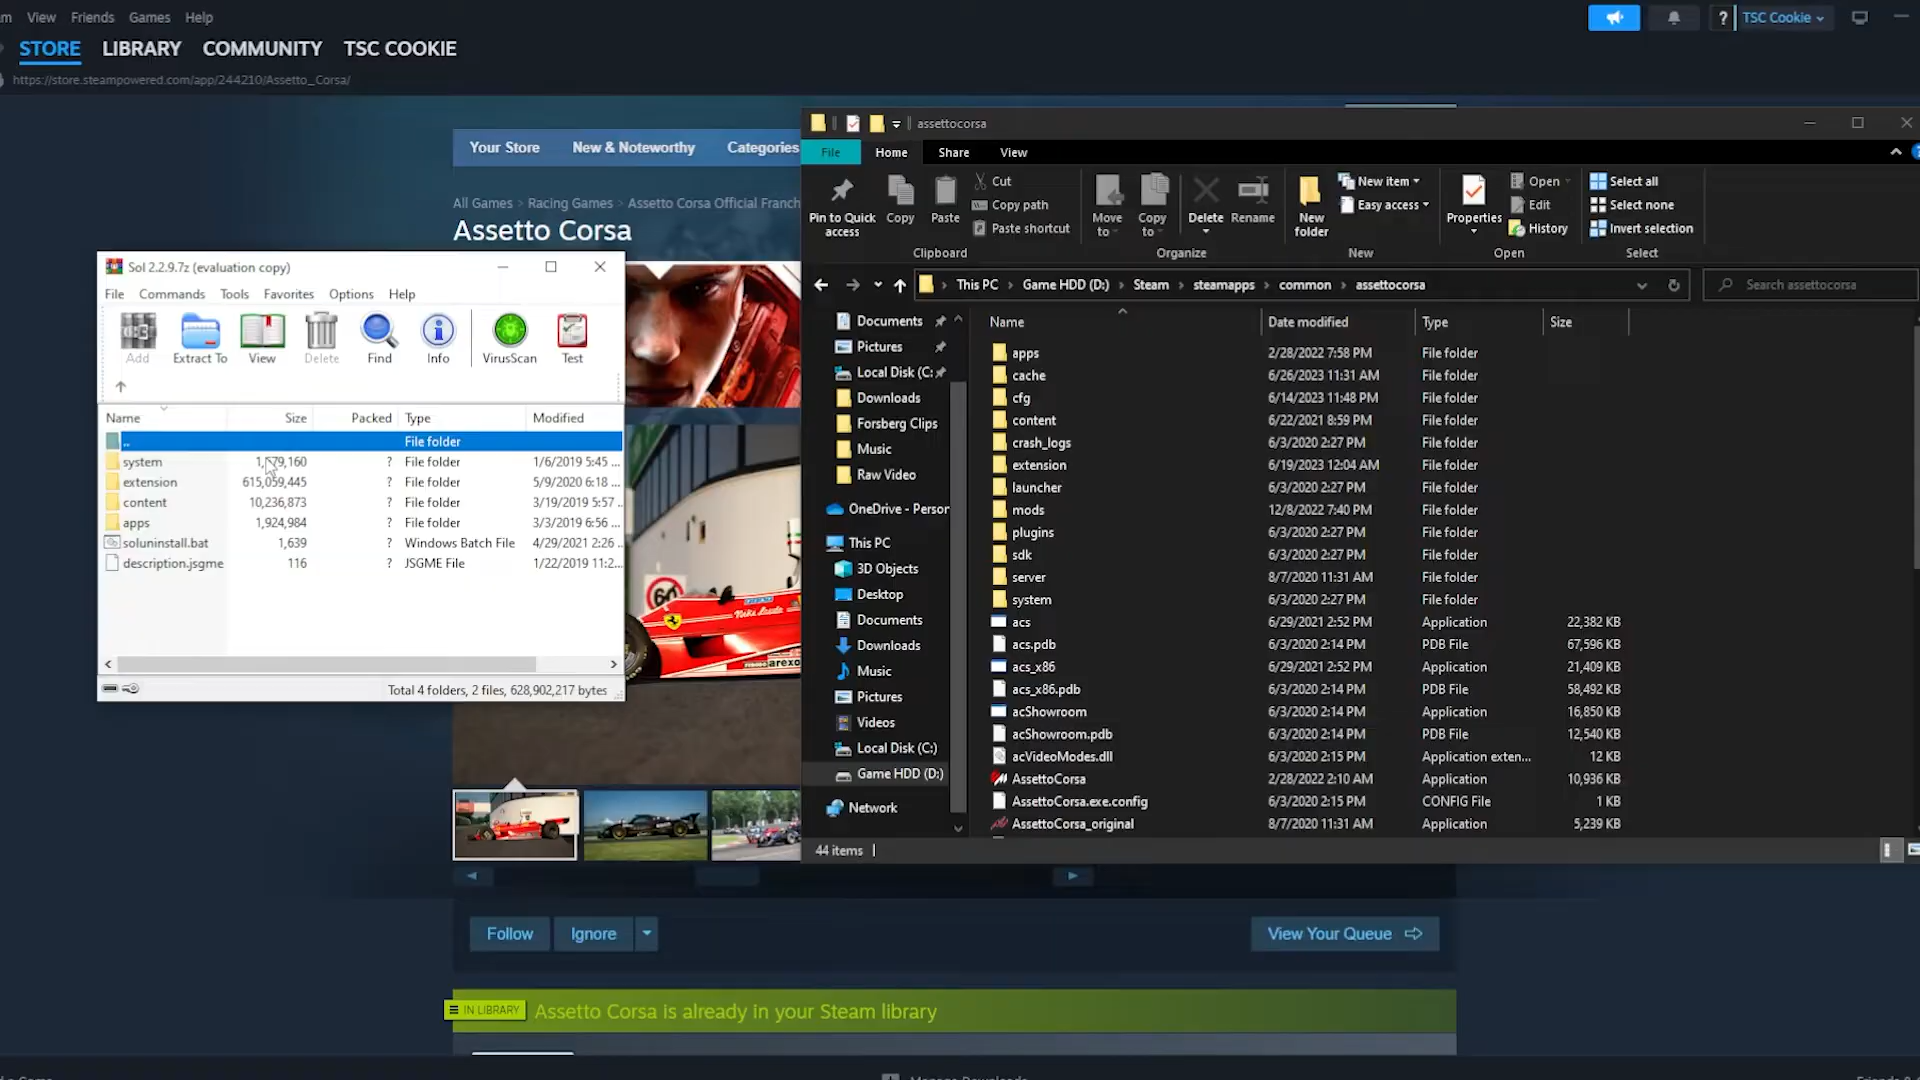 View Friends Games Help
? TSC Cookie
STORE LIBRARY COMMUNITY TSC COOKIE
https://store.steampowered.com/app/244210/Assetto_Corsa/
Your Store New & Noteworthy Categories
All Games > Racing Games > Assetto Corsa Official Franch
Assetto Corsa
Sol 2.2.9.7z (evaluation copy)
File Commands Tools Favorites Options Help
Add Extract To View Delete Find Info VirusScan Test
Name Size Packed Type Modified
.. File folder
system 1,579,160 ? File folder 1/6/2019 5:45 ...
extension 615,059,445 ? File folder 5/9/2020 6:18 ...
content 10,236,873 ? File folder 3/19/2019 5:57 ...
apps 1,924,984 ? File folder 3/3/2019 6:56 ...
soluninstall.bat 1,639 ? Windows Batch File 4/29/2021 2:26 ...
description.jsgme 116 ? JSGME File 1/22/2019 11:2...
Total 4 folders, 2 files, 628,902,217 bytes
60
assettocorsa
File Home Share View
Pin to Quick access
Copy
Paste
Cut
Copy path
Paste shortcut
Clipboard
Move to
Copy to
Delete
Rename
Organize
New folder
New item
Easy access
New
Properties
Open
Edit
History
Open
Select all
Select none
Invert selection
Select
This PC > Game HDD (D:) > Steam > steamapps > common > assettocorsa
Search assettocorsa
Documents
Pictures
Local Disk (C:
Downloads
Forsberg Clips
Music
Raw Video
OneDrive - Person
This PC
3D Objects
Desktop
Documents
Downloads
Music
Pictures
Videos
Local Disk (C:)
Game HDD (D:)
Network
Name Date modified Type Size
apps 2/28/2022 7:58 PM File folder
cache 6/26/2023 11:31 AM File folder
cfg 6/14/2023 11:48 PM File folder
content 6/22/2021 8:59 PM File folder
crash_logs 6/3/2020 2:27 PM File folder
extension 6/19/2023 12:04 AM File folder
launcher 6/3/2020 2:27 PM File folder
mods 12/8/2022 7:40 PM File folder
plugins 6/3/2020 2:27 PM File folder
sdk 6/3/2020 2:27 PM File folder
server 8/7/2020 11:31 AM File folder
system 6/3/2020 2:27 PM File folder
acs 6/29/2021 2:52 PM Application 22,382 KB
acs.pdb 6/3/2020 2:14 PM PDB File 67,596 KB
acs_x86 6/29/2021 2:52 PM Application 21,409 KB
acs_x86.pdb 6/3/2020 2:14 PM PDB File 58,492 KB
acShowroom 6/3/2020 2:14 PM Application 16,850 KB
acShowroom.pdb 6/3/2020 2:14 PM PDB File 12,540 KB
acVideoModes.dll 6/3/2020 2:15 PM Application exten... 12 KB
AssettoCorsa 2/28/2022 2:10 AM Application 10,936 KB
AssettoCorsa.exe.config 6/3/2020 2:15 PM CONFIG File 1 KB
AssettoCorsa_original 8/7/2020 11:31 AM Application 5,239 KB
44 items
Follow Ignore View Your Queue
IN LIBRARY Assetto Corsa is already in your Steam library